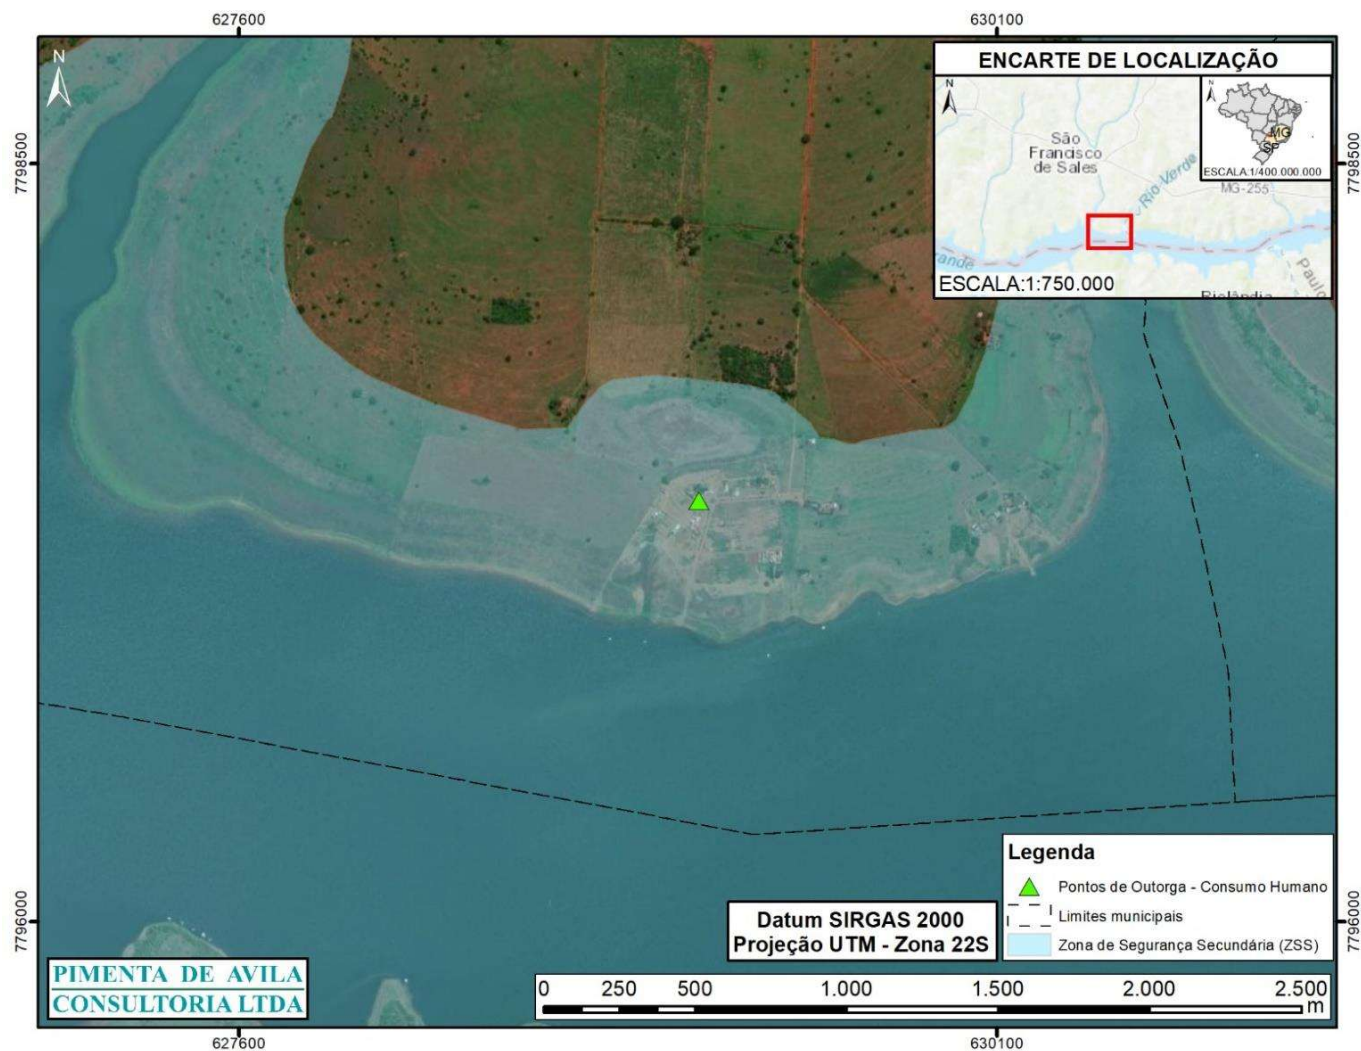 627600
630100
N
ENCARTE DE LOCALIZAÇÃO
N
São
Francisco
de Sales
Rio Verde
MG-255
N
MG
SP
ESCALA:1/400.000.000
ande
Paulo
Riolândia
ESCALA:1:750.000
7798500
7798500
Legenda
Pontos de Outorga - Consumo Humano
Limites municipais
Zona de Segurança Secundária (ZSS)
Datum SIRGAS 2000
Projeção UTM - Zona 22S
7796000
7796000
PIMENTA DE AVILA
CONSULTORIA LTDA
0 250 500 1.000 1.500 2.000 2.500
m
627600
630100